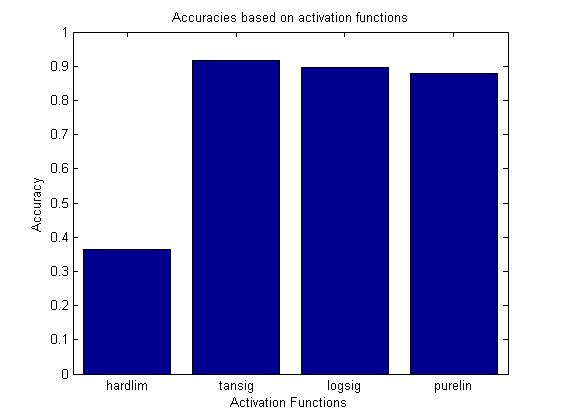 Accuracies based on activation functions
1
0.9
0.8
0.7
0.6
0.5
0.4
0.3
0.2
0.1
0
Accuracy
hardlim tansig logsig purelin
Activation Functions